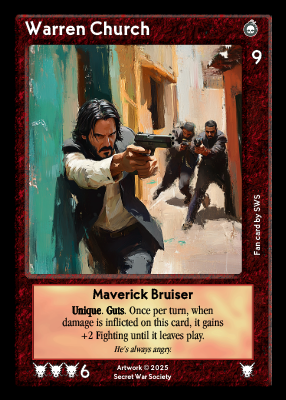 Warren Church
9
Fan card by SWS
Maverick Bruiser
Unique. Guts. Once per turn, when
damage is inflicted on this card, it gains
+2 Fighting until it leaves play.
He's always angry.
6
Artwork © 2025
Secret War Society